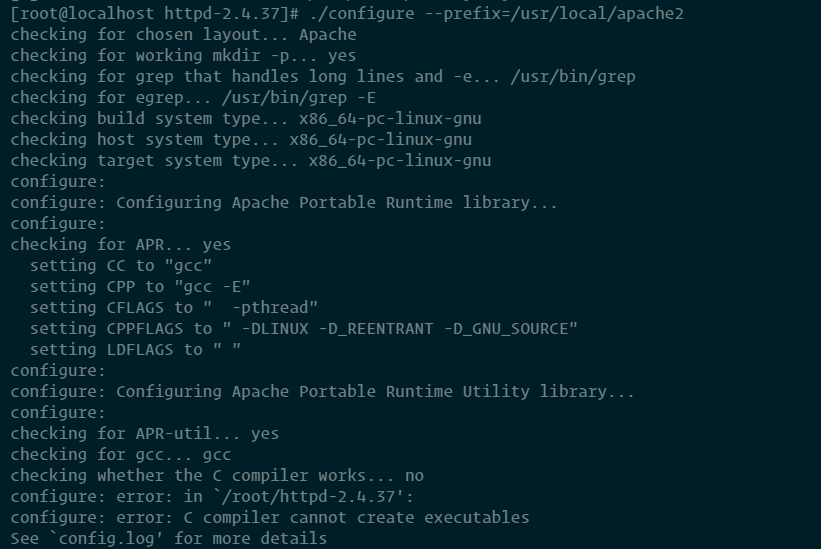 [root@localhost httpd-2.4.37]# ./configure --prefix=/usr/local/apache2
checking for chosen layout... Apache
checking for working mkdir -p... yes
checking for grep that handles long lines and -e... /usr/bin/grep
checking for egrep... /usr/bin/grep -E
checking build system type... x86_64-pc-linux-gnu
checking host system type... x86_64-pc-linux-gnu
checking target system type... x86_64-pc-linux-gnu
configure:
configure: Configuring Apache Portable Runtime library...
configure:
checking for APR... yes
  setting CC to "gcc"
  setting CPP to "gcc -E"
  setting CFLAGS to "  -pthread"
  setting CPPFLAGS to " -DLINUX -D_REENTRANT -D_GNU_SOURCE"
  setting LDFLAGS to " "
configure:
configure: Configuring Apache Portable Runtime Utility library...
configure:
checking for APR-util... yes
checking for gcc... gcc
checking whether the C compiler works... no
configure: error: in `/root/httpd-2.4.37':
configure: error: C compiler cannot create executables
See `config.log' for more details